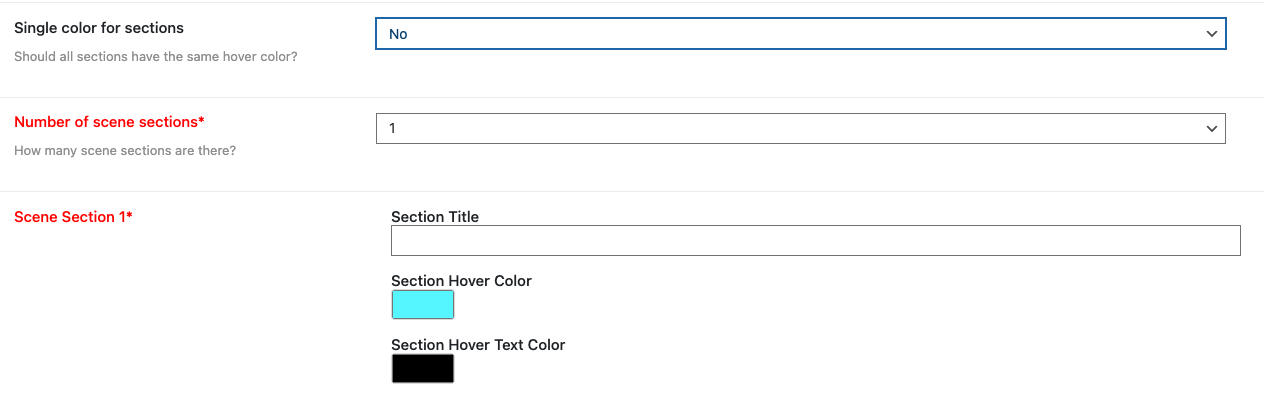 Single color for sections
No
Should all sections have the same hover color?
Number of scene sections*
1
How many scene sections are there?
Scene Section 1*
Section Title
Section Hover Color
Section Hover Text Color